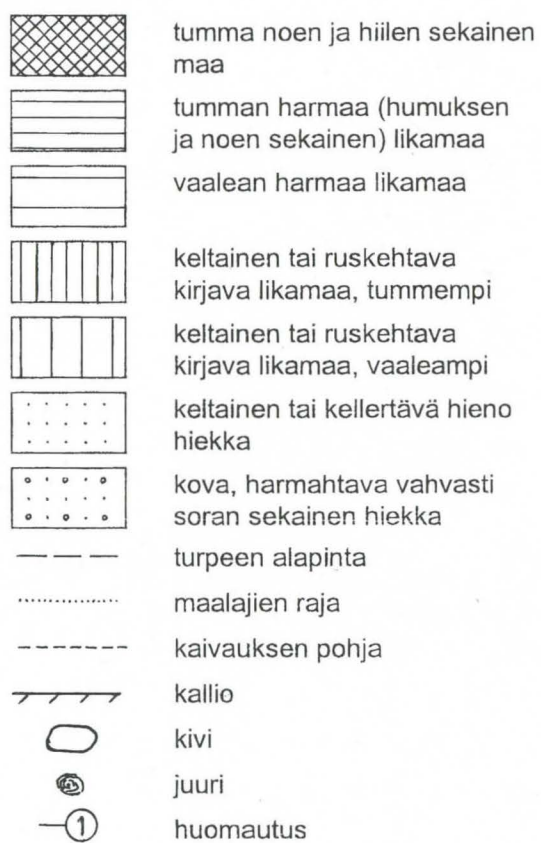 tumma noen ja hiilen sekainen
maa
tumman harmaa (humuksen
ja noen sekainen) likamaa
vaalean harmaa likamaa
keltainen tai ruskehtava
kirjava likamaa, tummempi
keltainen tai ruskehtava
kirjava likamaa, vaaleampi
keltainen tai kellertävä hieno
hiekka
kova, harmahtava vahvasti
soran sekainen hiekka
turpeen alapinta
maalajien raja
kaivauksen pohja
kallio
kivi
juuri
1 huomautus